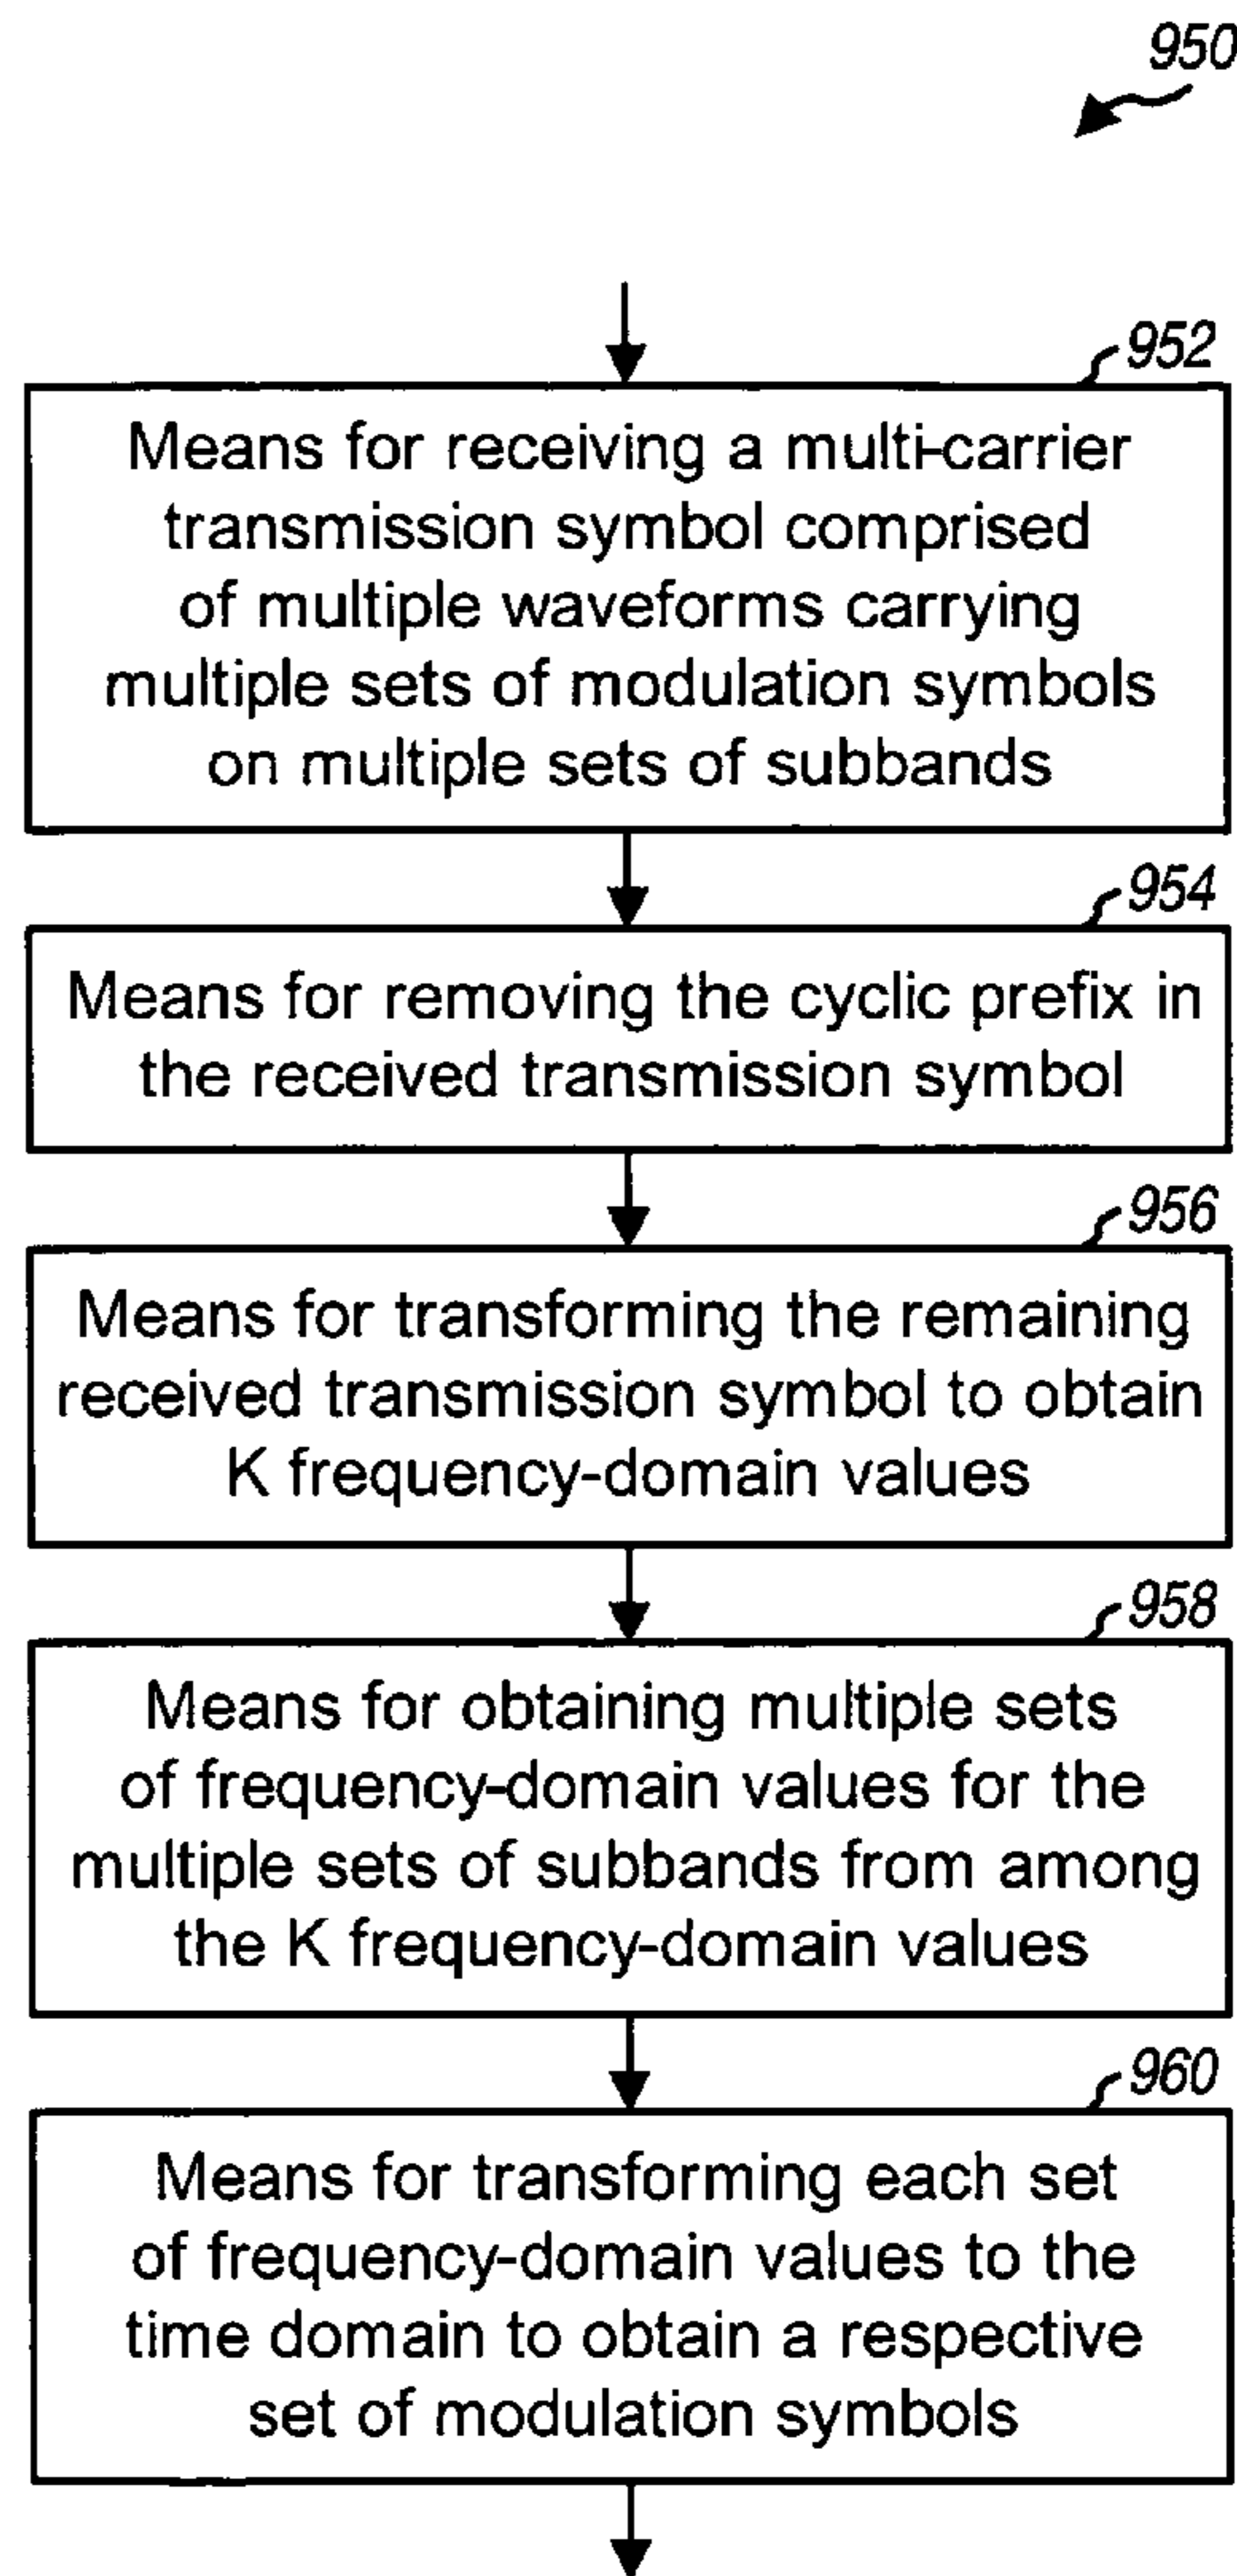 950
952
Means for receiving a multi-carrier
transmission symbol comprised
of multiple waveforms carrying
multiple sets of modulation symbols
on multiple sets of subbands
954
Means for removing the cyclic prefix in
the received transmission symbol
956
Means for transforming the remaining
received transmission symbol to obtain
K frequency-domain values
958
Means for obtaining multiple sets
of frequency-domain values for the
multiple sets of subbands from among
the K frequency-domain values
960
Means for transforming each set
of frequency-domain values to the
time domain to obtain a respective
set of modulation symbols